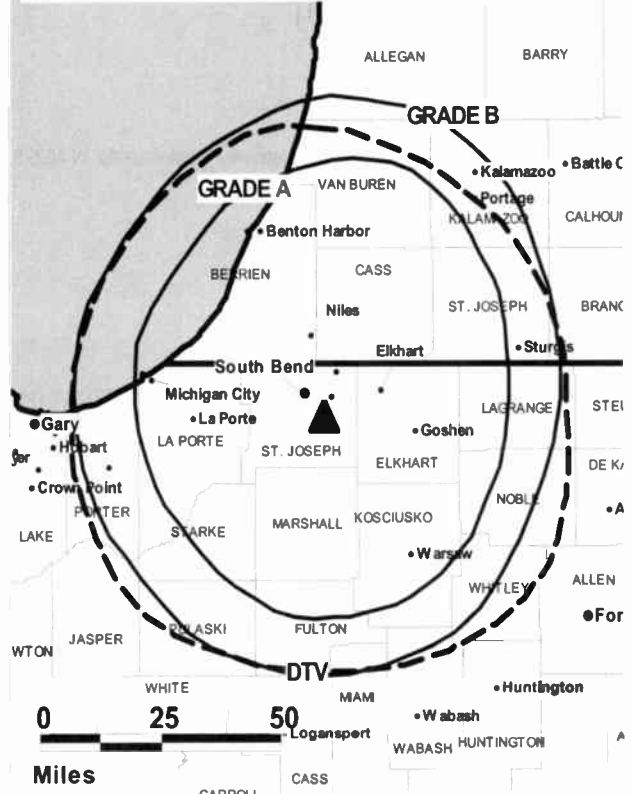 ALLEGAN
BARRY
GRADE B
Battle C
Kalamazoo
GRADE A
VAN BUREN
Portage
KALAMAZOO
CALHOU
Benton Harbor
BERRIEN
CASS
Niles
ST. JOSEPH
BRANC
Sturgis
Elkhart
South Bend
Michigan City
LAGRANGE
STEU
La Porte
Gary
Goshen
LA PORTE
Hobart
ST. JOSEPH
ELKHART
DE KA
Crown Point
NOBLE
PORTER
A
MARSHALL
KOSCIUSKO
STARKE
LAKE
Warsaw
ALLEN
WHITLEY
For
PULASKI
FULTON
JASPER
WTON
DTV
WHITE
Huntington
MIAMI
0 25 50
Wabash
Logansport
WABASH
HUNTINGTON
Miles
CASS
CARROLL